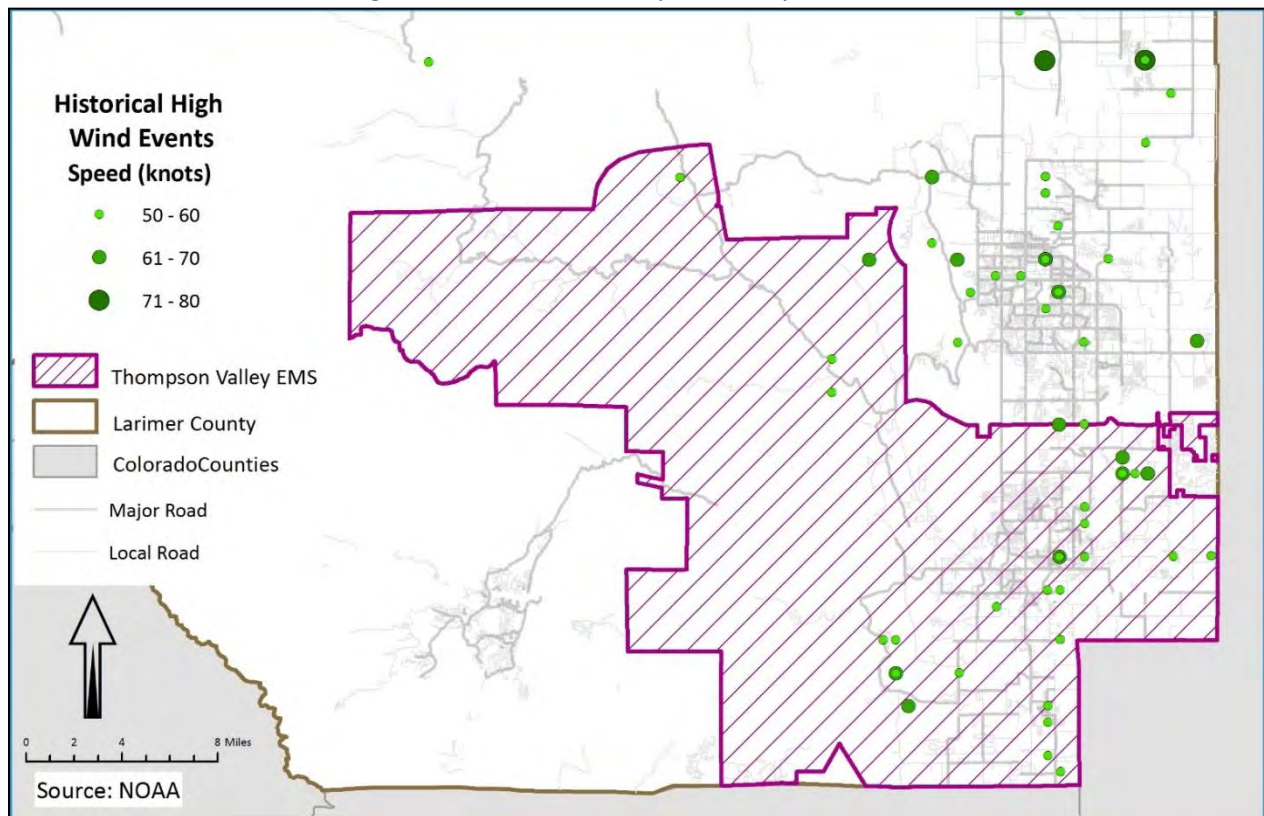 Historical High
Wind Events
Speed (knots)
50 - 60
61 - 70
71 - 80
Thompson Valley EMS
Larimer County
ColoradoCounties
Major Road
Local Road
0 2 4 8 Miles
Source: NOAA